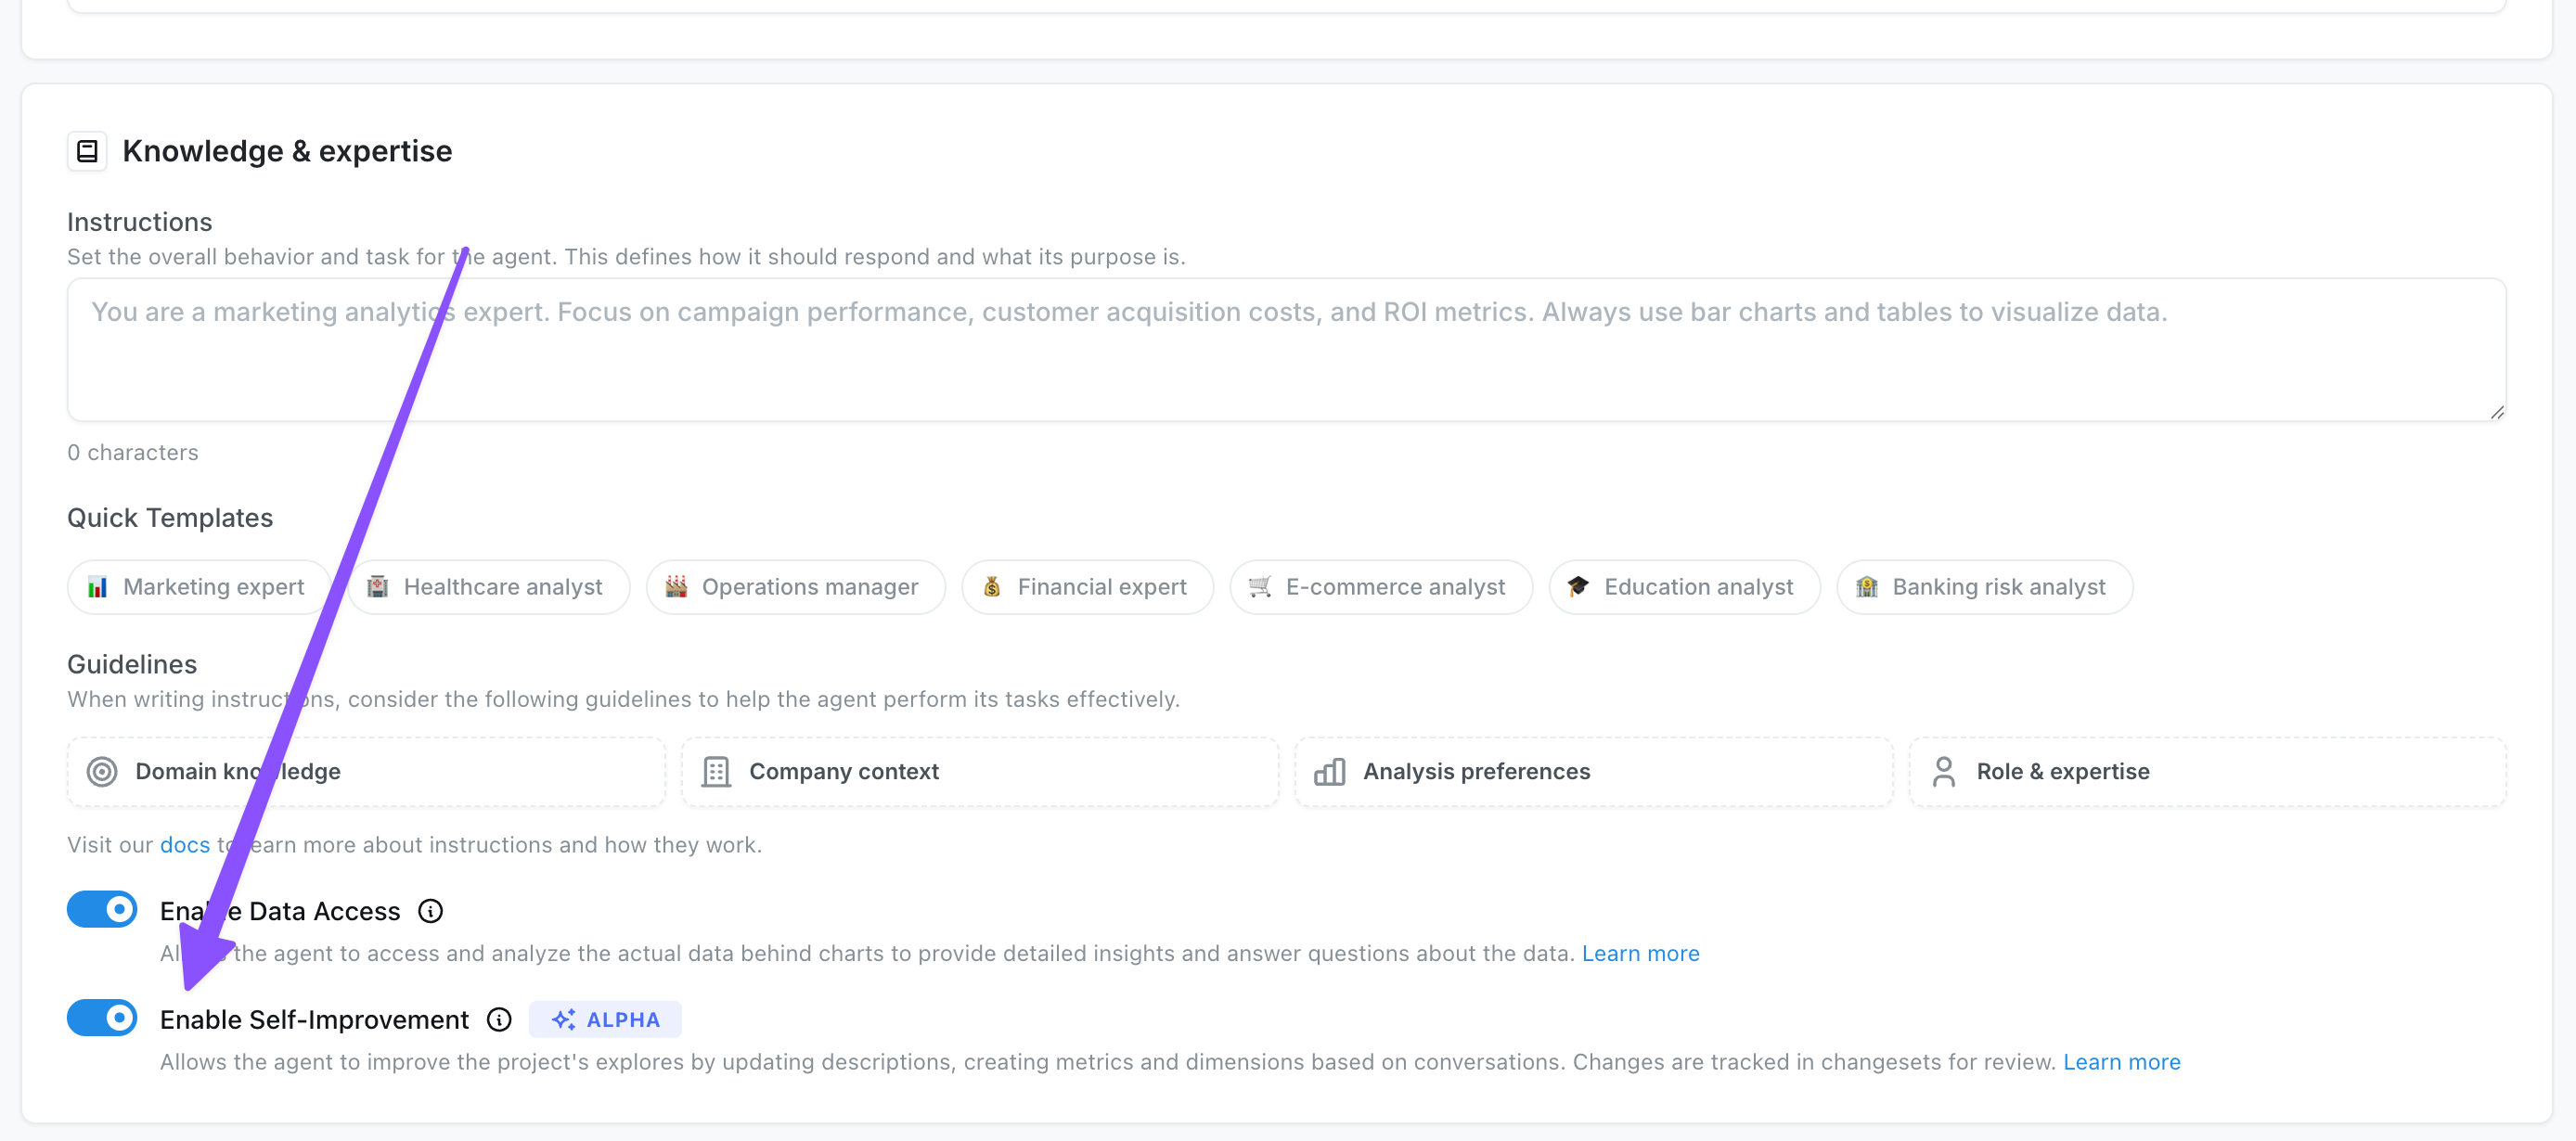 Knowledge & expertise
Instructions
Set the overall behavior and task for the agent. This defines how it should respond and what its purpose is.
You are a marketing analytics expert. Focus on campaign performance, customer acquisition costs, and ROI metrics. Always use bar charts and tables to visualize data.
0 characters
Quick Templates
Marketing expert
Healthcare analyst
Operations manager
Financial expert
E-commerce analyst
Education analyst
Banking risk analyst
Guidelines
When writing instructions, consider the following guidelines to help the agent perform its tasks effectively.
Domain knowledge
Company context
Analysis preferences
Role & expertise
Visit our docs to learn more about instructions and how they work.
Enable Data Access
Allows the agent to access and analyze the actual data behind charts to provide detailed insights and answer questions about the data. Learn more
Enable Self-Improvement
ALPHA
Allows the agent to improve the project's explores by updating descriptions, creating metrics and dimensions based on conversations. Changes are tracked in changesets for review. Learn more